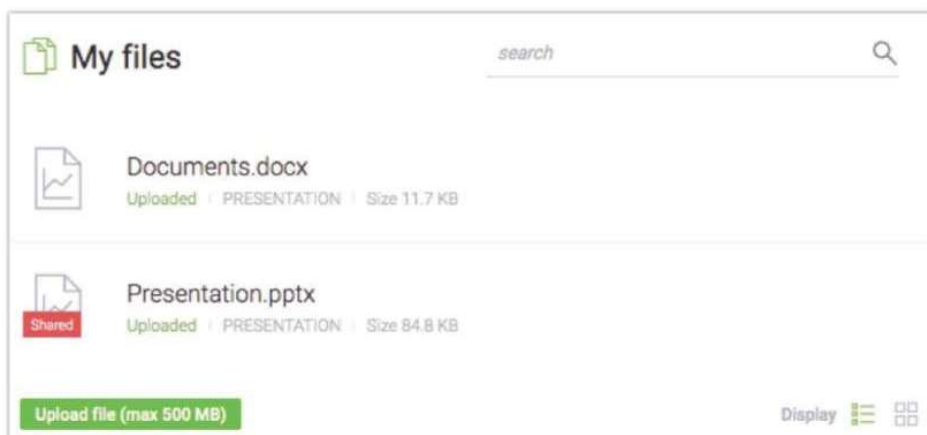 My files
search
Documents.docx
Uploaded PRESENTATION Size 11.7 KB
Presentation.pptx
Shared
Uploaded PRESENTATION Size 84.8 KB
Upload file (max 500 MB)
Display